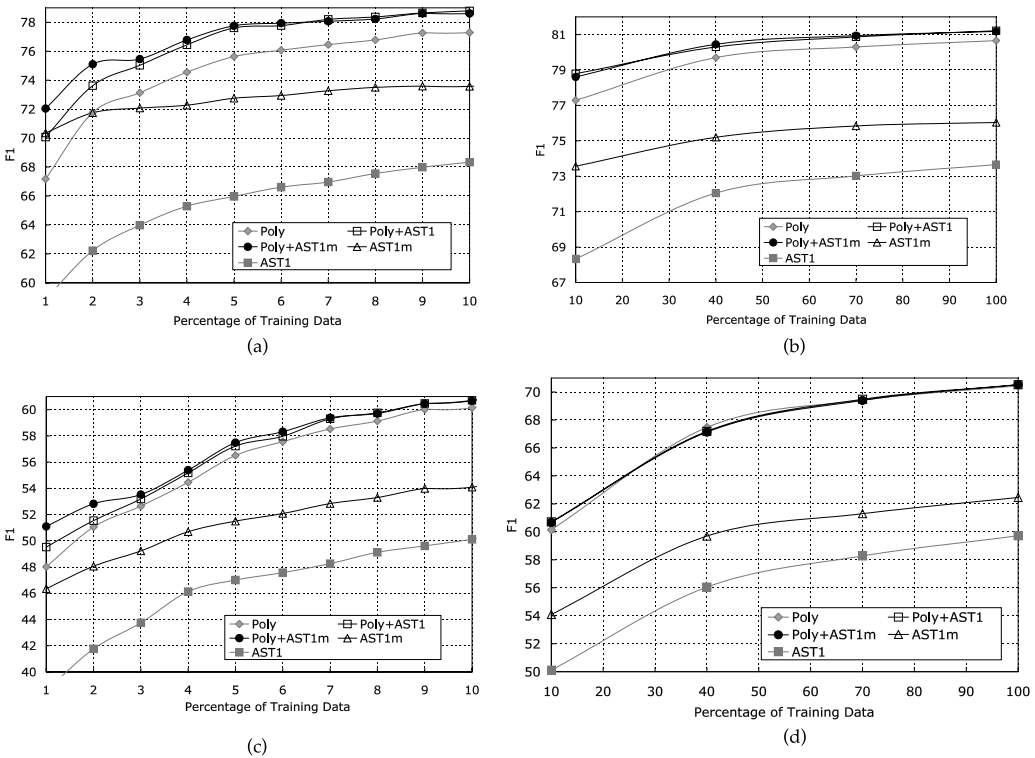 78
76
74
72
70
68
66
64
62
60
F1
Poly
Poly+AST1
Poly+AST1m
AST1m
AST1
1 2 3 4 5 6 7 8 9 10
Percentage of Training Data
(a)
81
79
77
75
73
71
69
67
F1
Poly
Poly+AST1
Poly+AST1m
AST1m
AST1
10 20 30 40 50 60 70 80 90 100
Percentage of Training Data
(b)
60
58
56
54
52
50
48
46
44
42
40
F1
Poly
Poly+AST1
Poly+AST1m
AST1m
AST1
1 2 3 4 5 6 7 8 9 10
Percentage of Training Data
(c)
70
68
66
64
62
60
58
56
54
52
50
F1
Poly
Poly+AST1
Poly+AST1m
AST1m
AST1
10 20 30 40 50 60 70 80 90 100
Percentage of Training Data
(d)